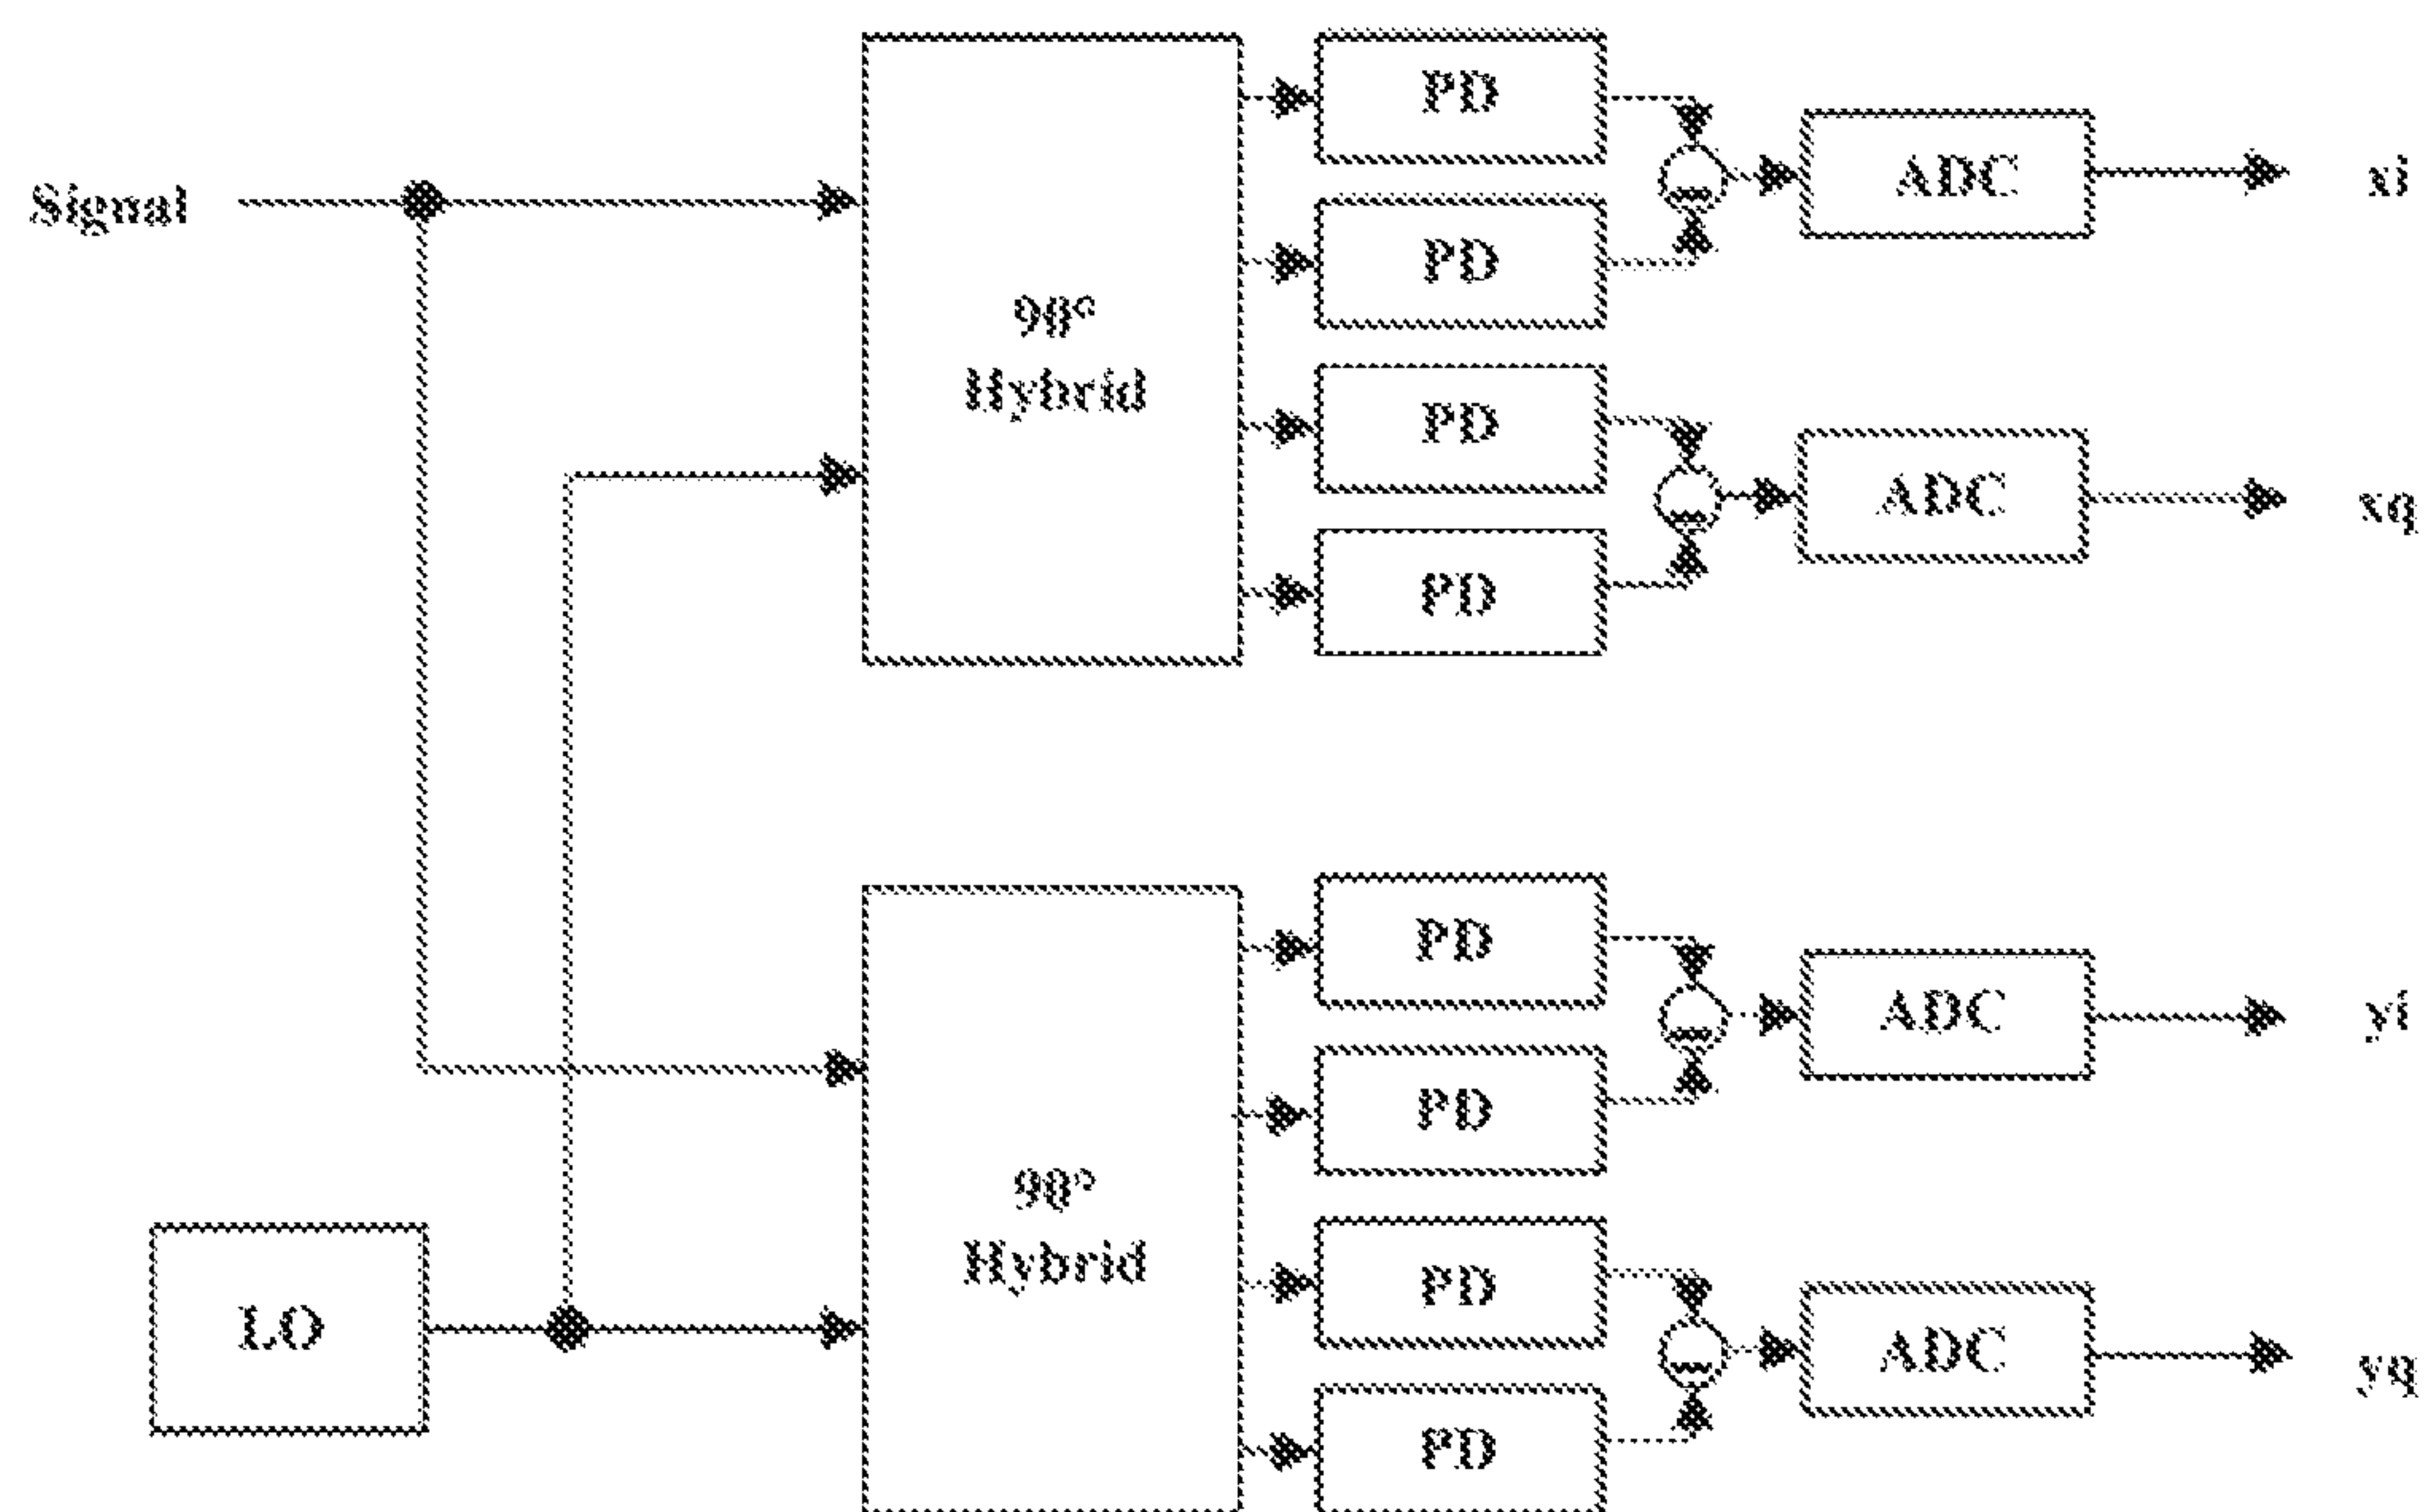 Signal
90°
Hybrid
PD
PD
PD
PD
ADC
xi
ADC
xq
LO
90°
Hybrid
PD
PD
PD
PD
ADC
yi
ADC
yq